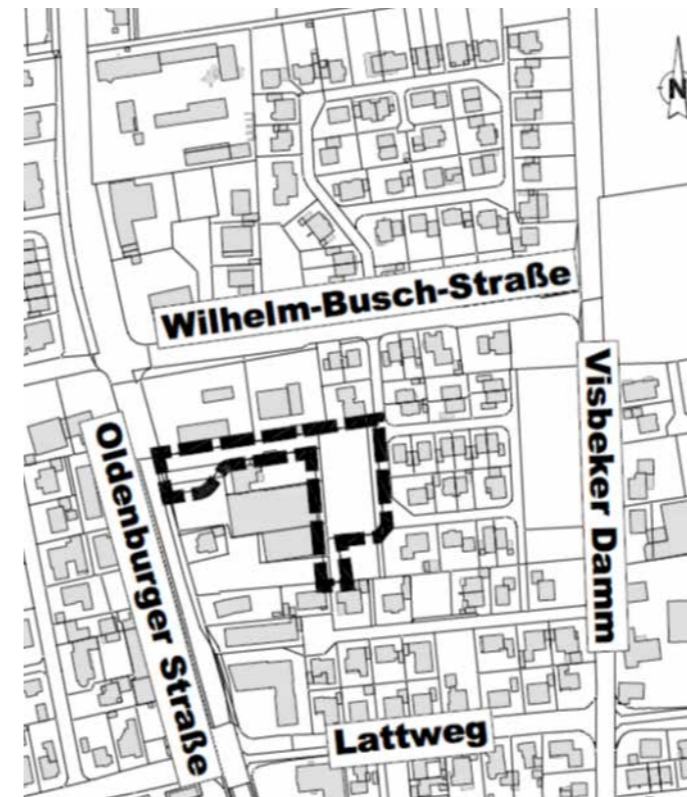 N
Wilhelm-Busch-Straße
Oldenburger Straße
Visbeker Damm
Lattweg